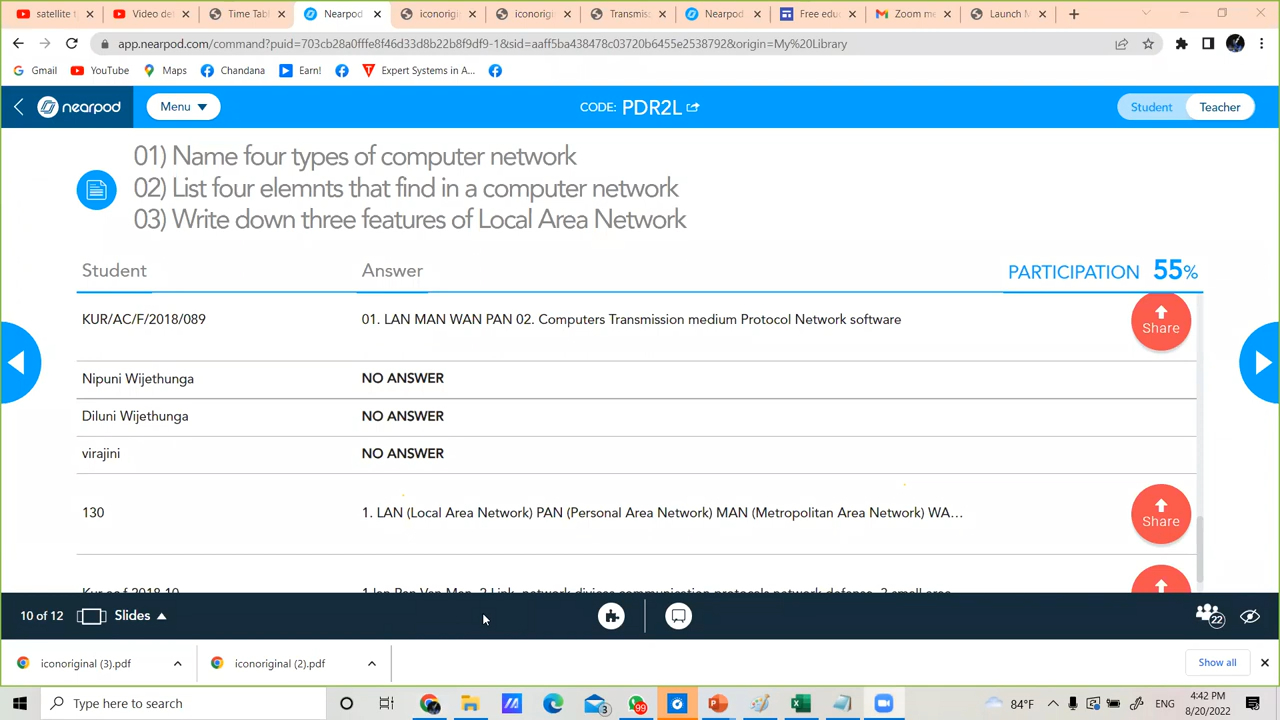 satellite t
Video de
Time Tab
Nearpod
iconorigi
iconorigi
Transmis
Nearpod
Free edu
Zoom me
Launch M
app.nearpod.com/command?puid=703cb28a0fffe8f46d33d8b22b8f9df0-1&sid=aff5ba438478c03720b6455e2538792&origin=My%20Library
Gmail
YouTube
Maps
Chandana
Earn!
Expert Systems in A...
nearpod
Menu
CODE: PDR2L
Student
Teacher
01) Name four types of computer network
02) List four elemnts that find in a computer network
03) Write down three features of Local Area Network
Student
Answer
PARTICIPATION 55%
KUR/AC/F/2018/089
01. LAN MAN WAN PAN 02. Computers Transmission medium Protocol Network software
Share
Nipuni Wijethunga
NO ANSWER
Diluni Wijethunga
NO ANSWER
virajini
NO ANSWER
130
1. LAN (Local Area Network) PAN (Personal Area Network) MAN (Metropolitan Area Network) WA...
Share
10 of 12
Slides
22
iconoriginal (3).pdf
iconoriginal (2).pdf
Show all
Type here to search
3
99
84°F
ENG
4:42 PM
8/20/2022